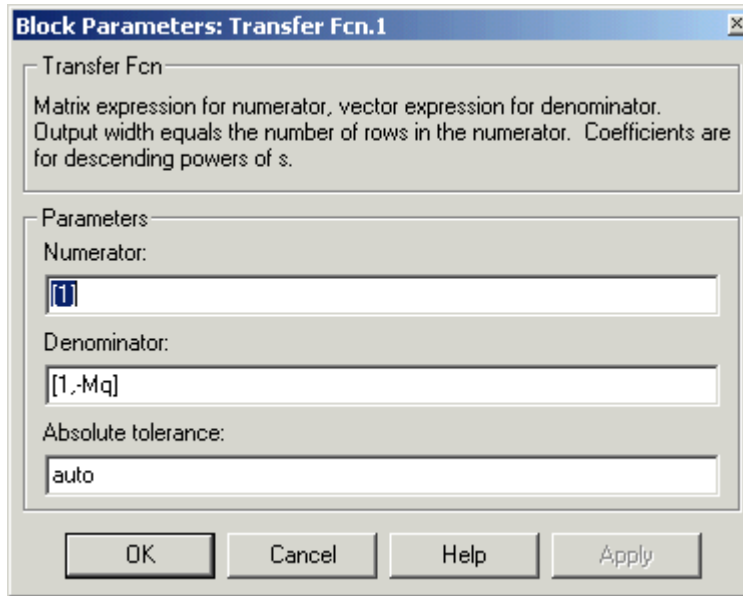 Block Parameters: Transfer Fcn.1
Transfer Fcn
Matrix expression for numerator, vector expression for denominator.
Output width equals the number of rows in the numerator.  Coefficients are
for descending powers of s.
Parameters
Numerator:
[1]
Denominator:
[1,-Mq]
Absolute tolerance:
auto
OK Cancel Help Apply